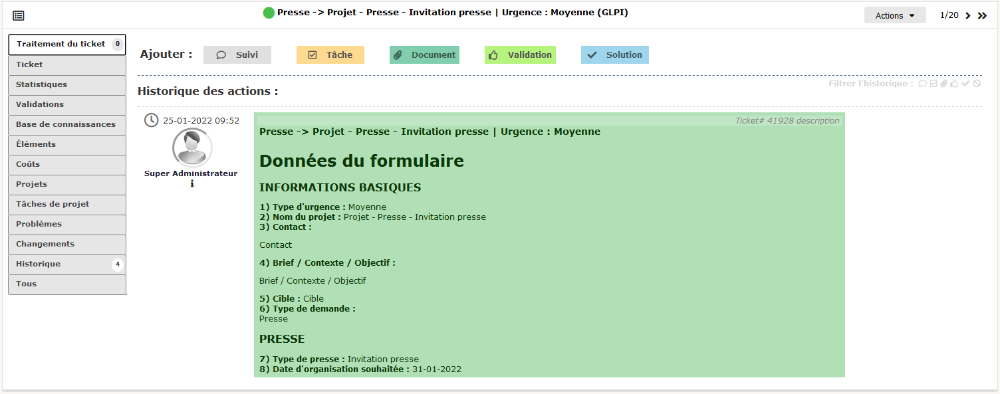 Presse -> Projet - Presse - Invitation presse | Urgence : Moyenne (GLPI)
Actions
1/20
Traitement du ticket 0
Ticket
Statistiques
Validations
Base de connaissances
Éléments
Coûts
Projets
Tâches de projet
Problèmes
Changements
Historique 4
Tous
Ajouter : Suivi Tâche Document Validation Solution
Historique des actions :
Filtrer l'historique :
25-01-2022 09:52
Super Administrateur
Ticket# 41928 description
Presse -> Projet - Presse - Invitation presse | Urgence : Moyenne
Données du formulaire
INFORMATIONS BASIQUES
1) Type d'urgence : Moyenne
2) Nom du projet : Projet - Presse - Invitation presse
3) Contact :
Contact
4) Brief / Contexte / Objectif :
Brief / Contexte / Objectif
5) Cible : Cible
6) Type de demande :
Presse
PRESSE
7) Type de presse : Invitation presse
8) Date d'organisation souhaitée : 31-01-2022